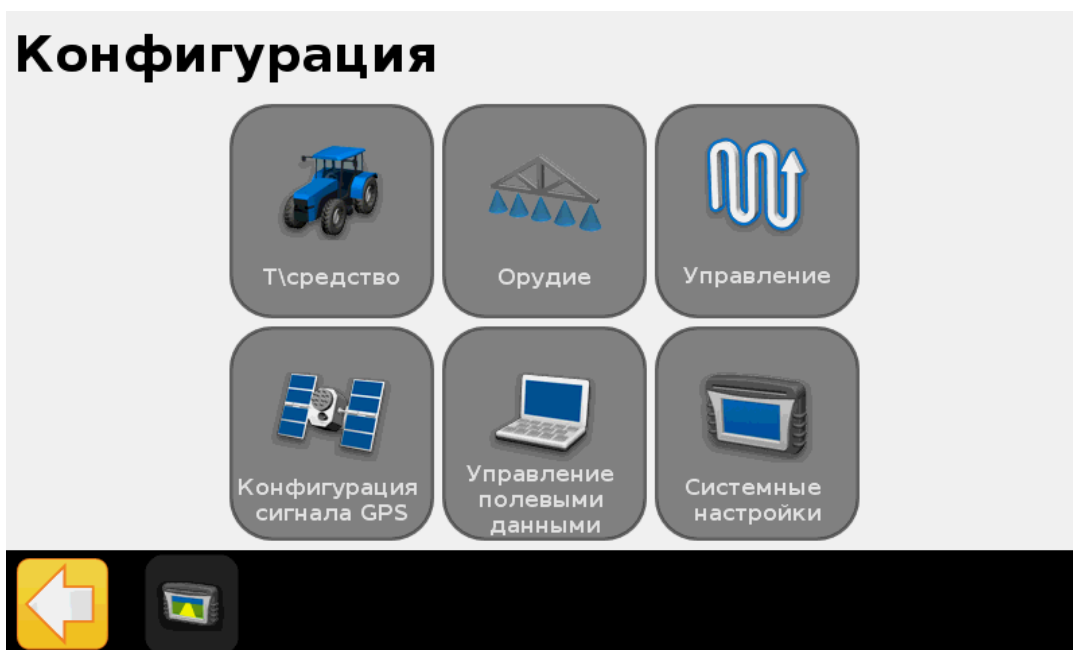 Конфигурация
Т\средство
Орудие
Управление
Конфигурация
сигнала GPS
Управление
полевыми
данными
Системные
настройки